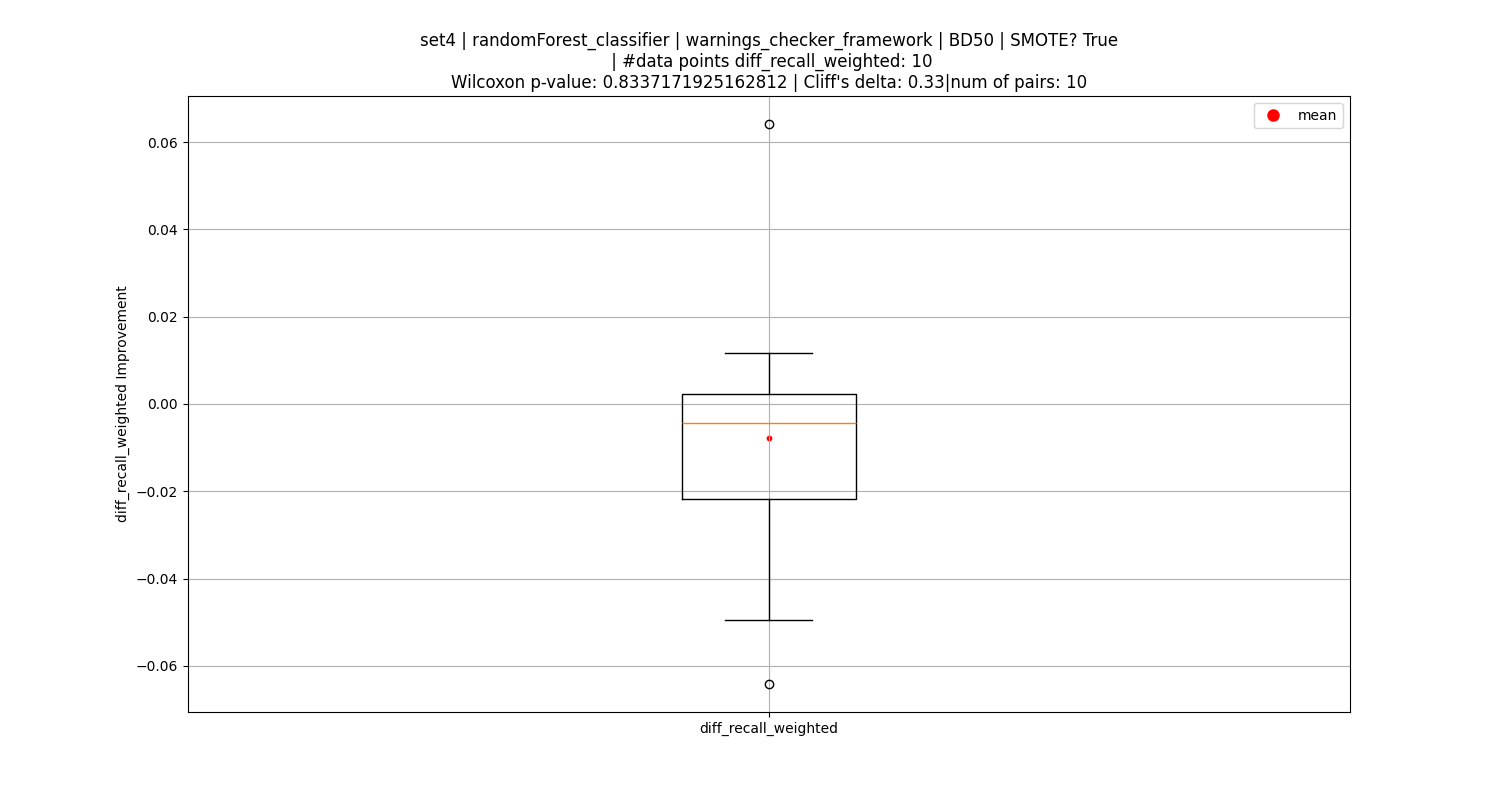 set4 | randomForest_classifier | warnings_checker_framework | BD50 | SMOTE? True
| #data points diff_recall_weighted: 10
Wilcoxon p-value: 0.8337171925162812 | Cliff's delta: 0.33|num of pairs: 10
mean
0.06
0.04
0.02
0.00
−0.02
−0.04
−0.06
diff_recall_weighted Improvement
diff_recall_weighted